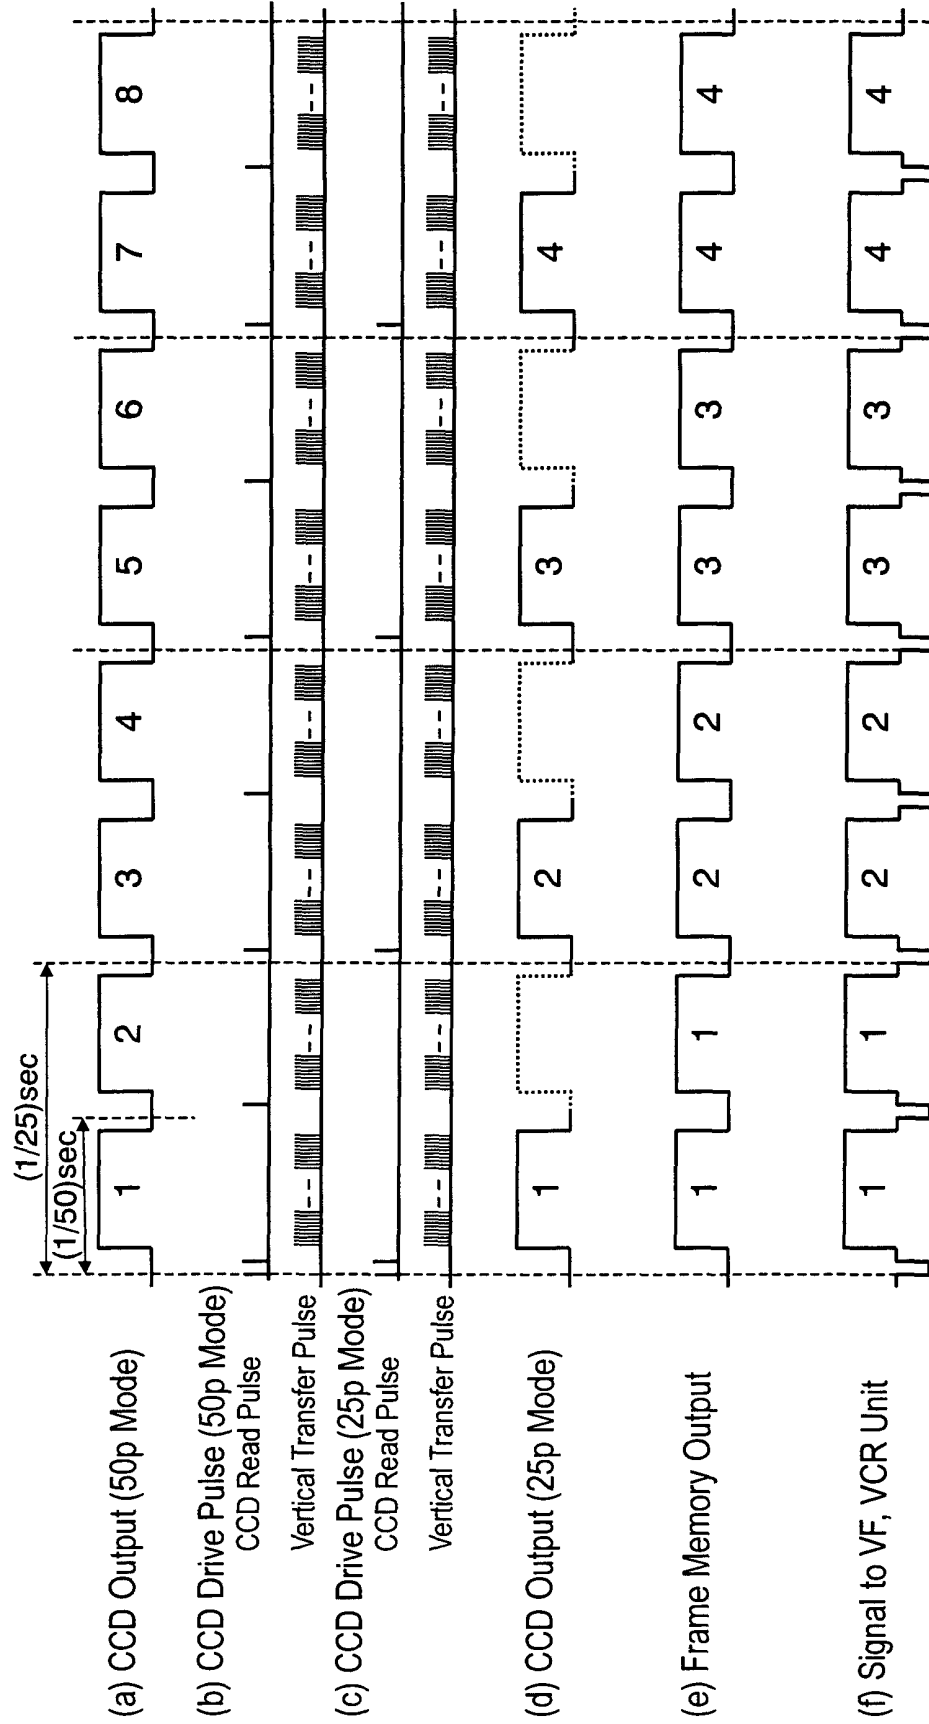 (1/25)sec
(1/50)sec
(a) CCD Output (50p Mode)
1 2 3 4 5 6 7 8
(b) CCD Drive Pulse (50p Mode)
CCD Read Pulse
Vertical Transfer Pulse
(c) CCD Drive Pulse (25p Mode)
CCD Read Pulse
Vertical Transfer Pulse
(d) CCD Output (25p Mode)
1 2 3 4
(e) Frame Memory Output
1 1 2 2 3 3 4 4
(f) Signal to VF, VCR Unit
1 1 2 2 3 3 4 4